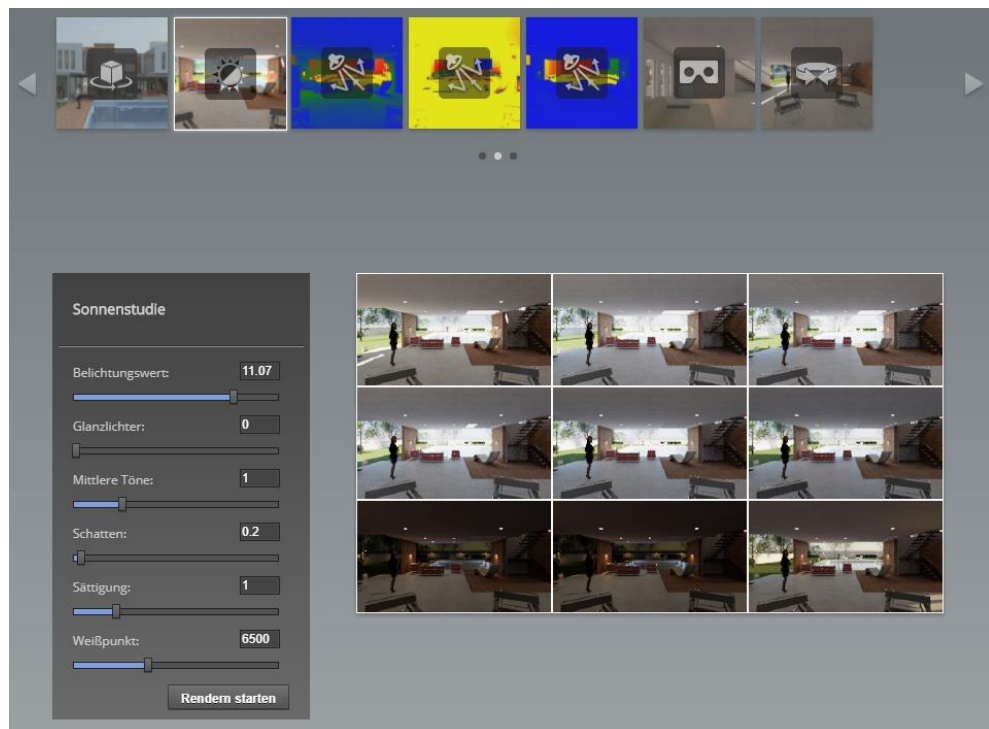 Sonnenstudie
Belichtungswert: 11.07
Glanzlichter: 0
Mittlere Töne: 1
Schatten: 0.2
Sättigung: 1
Weißpunkt: 6500
Rendern starten